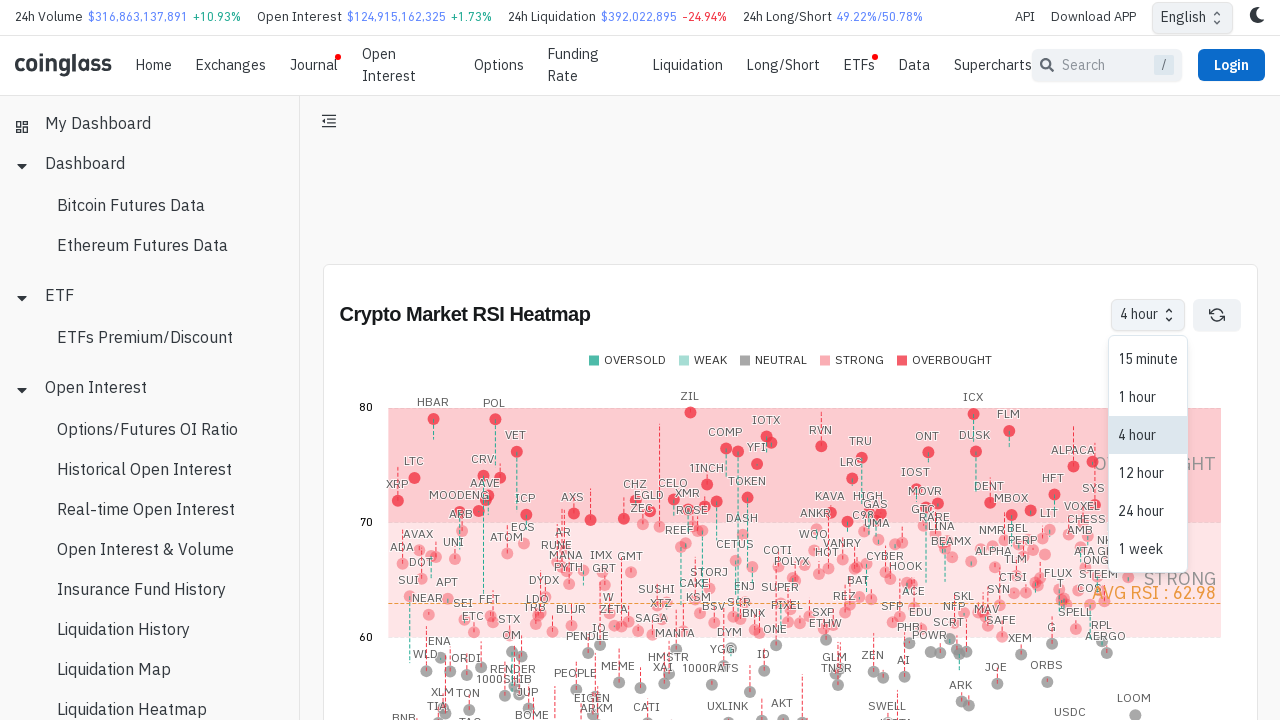 24h Volume $316,863,137,891 +10.93% Open Interest $124,915,162,325 +1.73% 24h Liquidation $392,022,895 -24.94% 24h Long/Short 49.22%/50.78% API Download APP English
coinglass Home Exchanges Journal Open Interest Options Funding Rate Liquidation Long/Short ETFs Data Supercharts Search / Login
My Dashboard
Dashboard
Bitcoin Futures Data
Ethereum Futures Data
ETF
ETFs Premium/Discount
Open Interest
Options/Futures OI Ratio
Historical Open Interest
Real-time Open Interest
Open Interest & Volume
Insurance Fund History
Liquidation History
Liquidation Map
Liquidation Heatmap
Crypto Market RSI Heatmap
4 hour
15 minute
1 hour
4 hour
12 hour
24 hour
1 week
OVERSOLD WEAK NEUTRAL STRONG OVERBOUGHT
80
HBAR POL ZIL ICX
FLM
VET COMP IOTX YFI RVN TRU ONT DUSK ALPACA
LTC CRV 1INCH LRC
XRP AAVE ICP AXS CHZ CELO TOKEN KAVA HIGH IOST DENT HFT SYS
MOODENG EGLD XMR MOVR MBOX
ARB ZEC ROSE ANKR GAS RARE LIT VOXEL
70
EOS DASH UMA LINA CHESS
AVAX ATOM AR REEF WOO NMR BEL AMB
ADA UNI RUNE CETUS VANRY BEAMX PERP ATA
DOT MANA IMX GMT COTI HOT CYBER ALPHA TLM
PYTH GRT POLYX HOOK
SUI APT DYDX STORJ BAT CTSI FLUX STEEM
NEAR SEI FET LDO SUSHI CAKE ENJ SUPER REZ ACE SYN COS
STRONG
AVG RSI : 62.98
ETC STX TRB BLUR W ZETA XTZ KSM BSV SCR BNK PIXEL SXP SFP EDU NFP SKL MAV T SPELL
SAGA ETHW SCRT SAFE RPL
60
ENA OM PENDLE IO MANTA DYM ONE PHB POWR XEM G AERGO
WLD ORDI RENDER HMSTR YGG ID GLM ZEN AI JOE ORBS
1000SHIB PEOPLE MEME XAI 1000RATS TNSR
XLM TON JUP EIGEN ARK LOOM
BNB TIA BOME ARKM CATI UXLINK AKT SWELL USDC